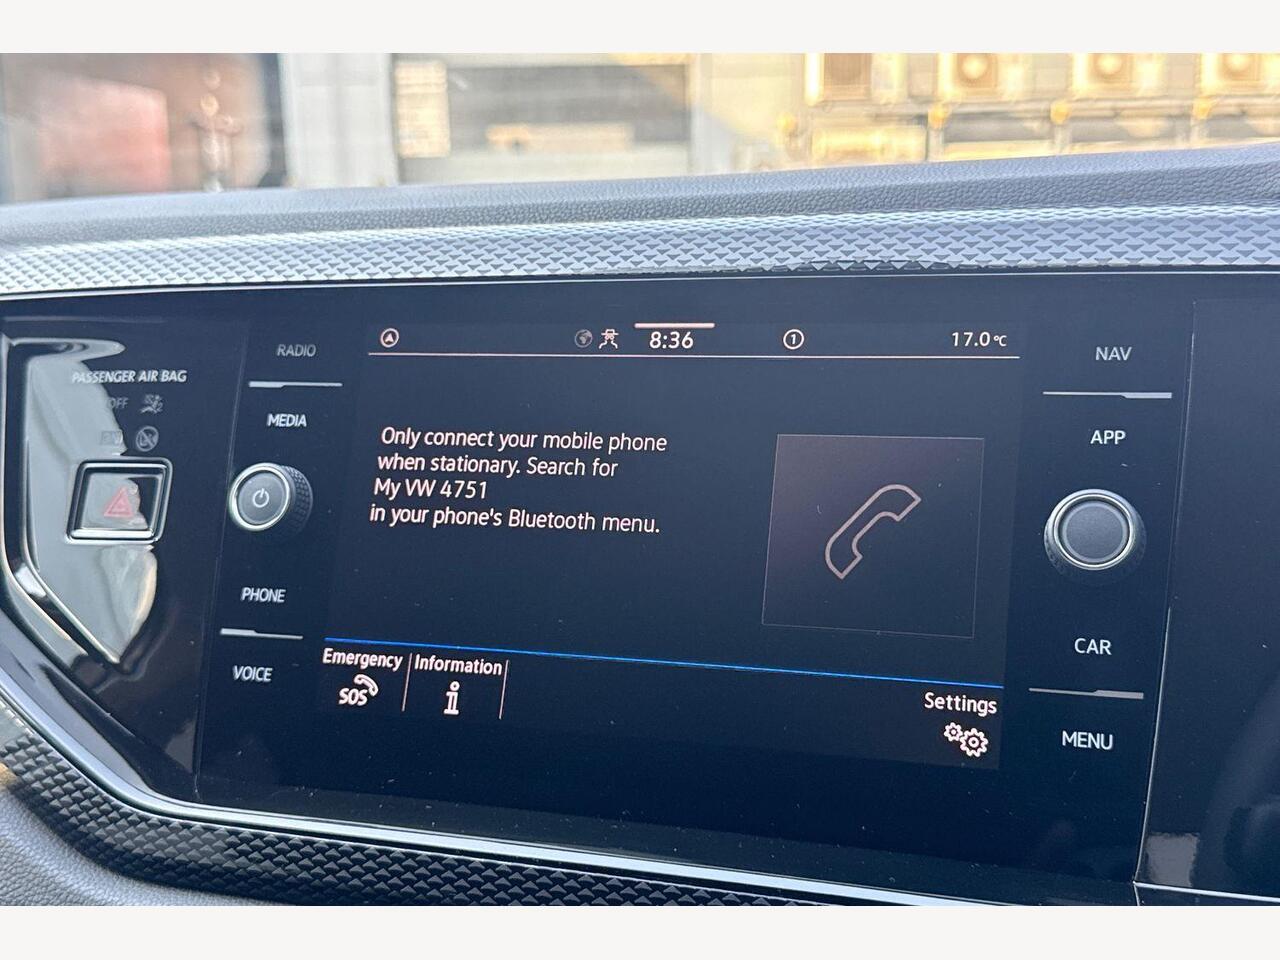 RADIO
8:36
1
17.0°C
NAV
PASSENGER AIR BAG
OFF
MEDIA
APP
Only connect your mobile phone
when stationary. Search for
My VW 4751
in your phone's Bluetooth menu.
PHONE
CAR
VOICE
Emergency
Information
SOS
i
Settings
MENU